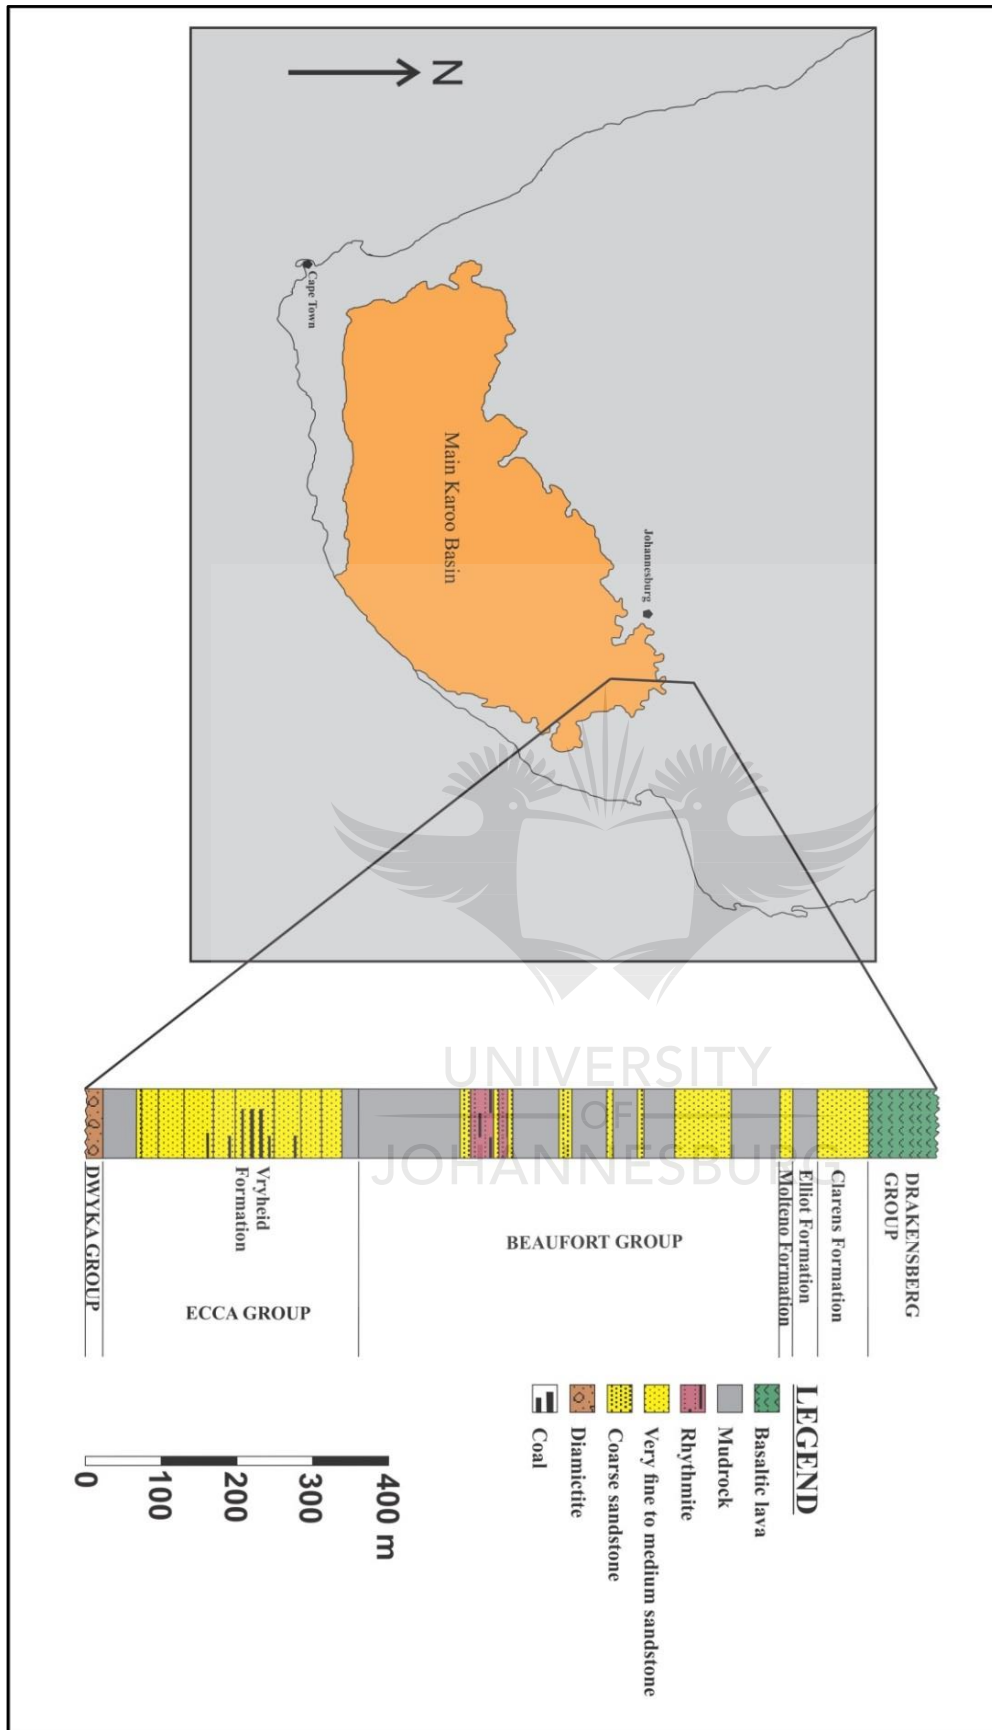 N
Cape Town
Main Karoo Basin
Johannesburg
UNIVERSITY
OF
JOHANNESBURG
DRAKENSBERG
GROUP
Clarens Formation
Elliot Formation
Molteno Formation
BEAUFORT GROUP
Vryheid
Formation
ECCA GROUP
DWYKA GROUP
LEGEND
Basaltic lava
Mudrock
Rhythmite
Very fine to medium sandstone
Coarse sandstone
Diamictite
Coal
0
100
200
300
400 m